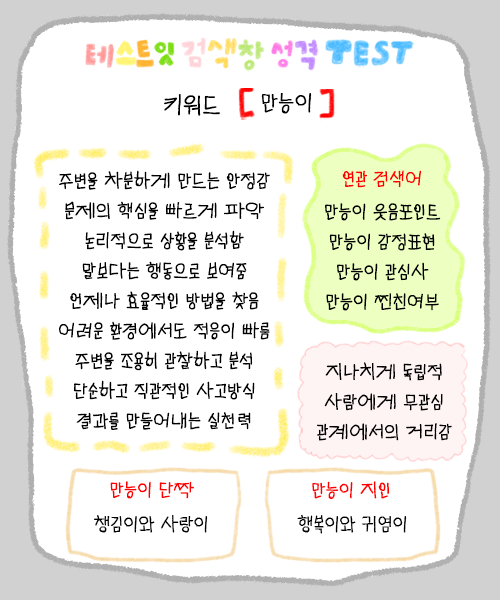 테스트잇 검색창 성격 TEST
키워드 [만능이]
주변을 차분하게 만드는 안정감
문제의 핵심을 빠르게 파악
논리적으로 상황을 분석함
말보다는 행동으로 보여줌
언제나 효율적인 방법을 찾음
어려운 환경에서도 적응이 빠름
주변을 조용히 관찰하고 분석
단순하고 직관적인 사고방식
결과를 만들어내는 실천력
연관 검색어
만능이 웃음포인트
만능이 감정표현
만능이 관심사
만능이 찐친여부
지나치게 독립적
사람에게 무관심
관계에서의 거리감
만능이 단짝
챙김이와 사랑이
만능이 지인
행복이와 귀염이